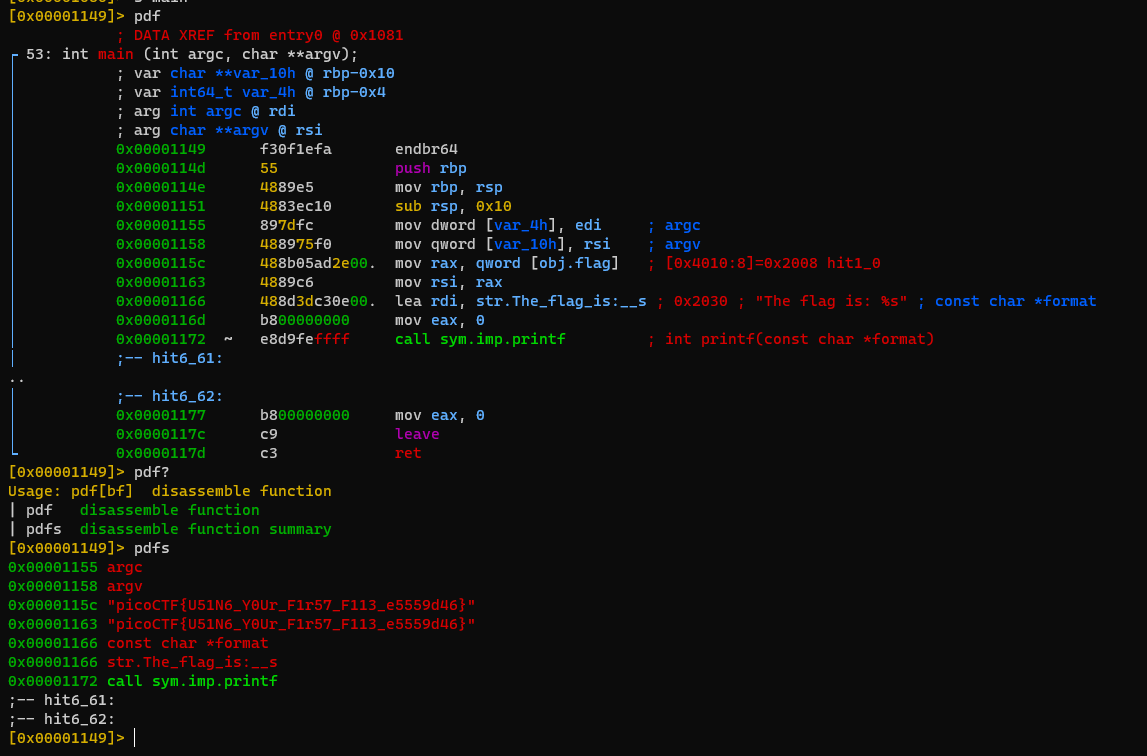 [0x00001149]> pdf
; DATA XREF from entry0 @ 0x1081
53: int main (int argc, char **argv);
; var char **var_10h @ rbp-0x10
; var int64_t var_4h @ rbp-0x4
; arg int argc @ rdi
; arg char **argv @ rsi
0x00001149 f30f1efa endbr64
0x0000114d 55 push rbp
0x0000114e 4889e5 mov rbp, rsp
0x00001151 4883ec10 sub rsp, 0x10
0x00001155 897dfc mov dword [var_4h], edi ; argc
0x00001158 488975f0 mov qword [var_10h], rsi ; argv
0x0000115c 488b05ad2e00. mov rax, qword [obj.flag] ; [0x4010:8]=0x2008 hit1_0
0x00001163 4889c6 mov rsi, rax
0x00001166 488d3dc30e00. lea rdi, str.The_flag_is:__s ; 0x2030 ; "The flag is: %s" ; const char *format
0x0000116d b800000000 mov eax, 0
0x00001172 ~ e8d9feffff call sym.imp.printf ; int printf(const char *format)
;-- hit6_61:
..
;-- hit6_62:
0x00001177 b800000000 mov eax, 0
0x0000117c c9 leave
0x0000117d c3 ret
[0x00001149]> pdf?
Usage: pdf[bf] disassemble function
| pdf disassemble function
| pdfs disassemble function summary
[0x00001149]> pdfs
0x00001155 argc
0x00001158 argv
0x0000115c "picoCTF{U51N6_Y0Ur_F1r57_F113_e5559d46}"
0x00001163 "picoCTF{U51N6_Y0Ur_F1r57_F113_e5559d46}"
0x00001166 const char *format
0x00001166 str.The_flag_is:__s
0x00001172 call sym.imp.printf
;-- hit6_61:
;-- hit6_62:
[0x00001149]>